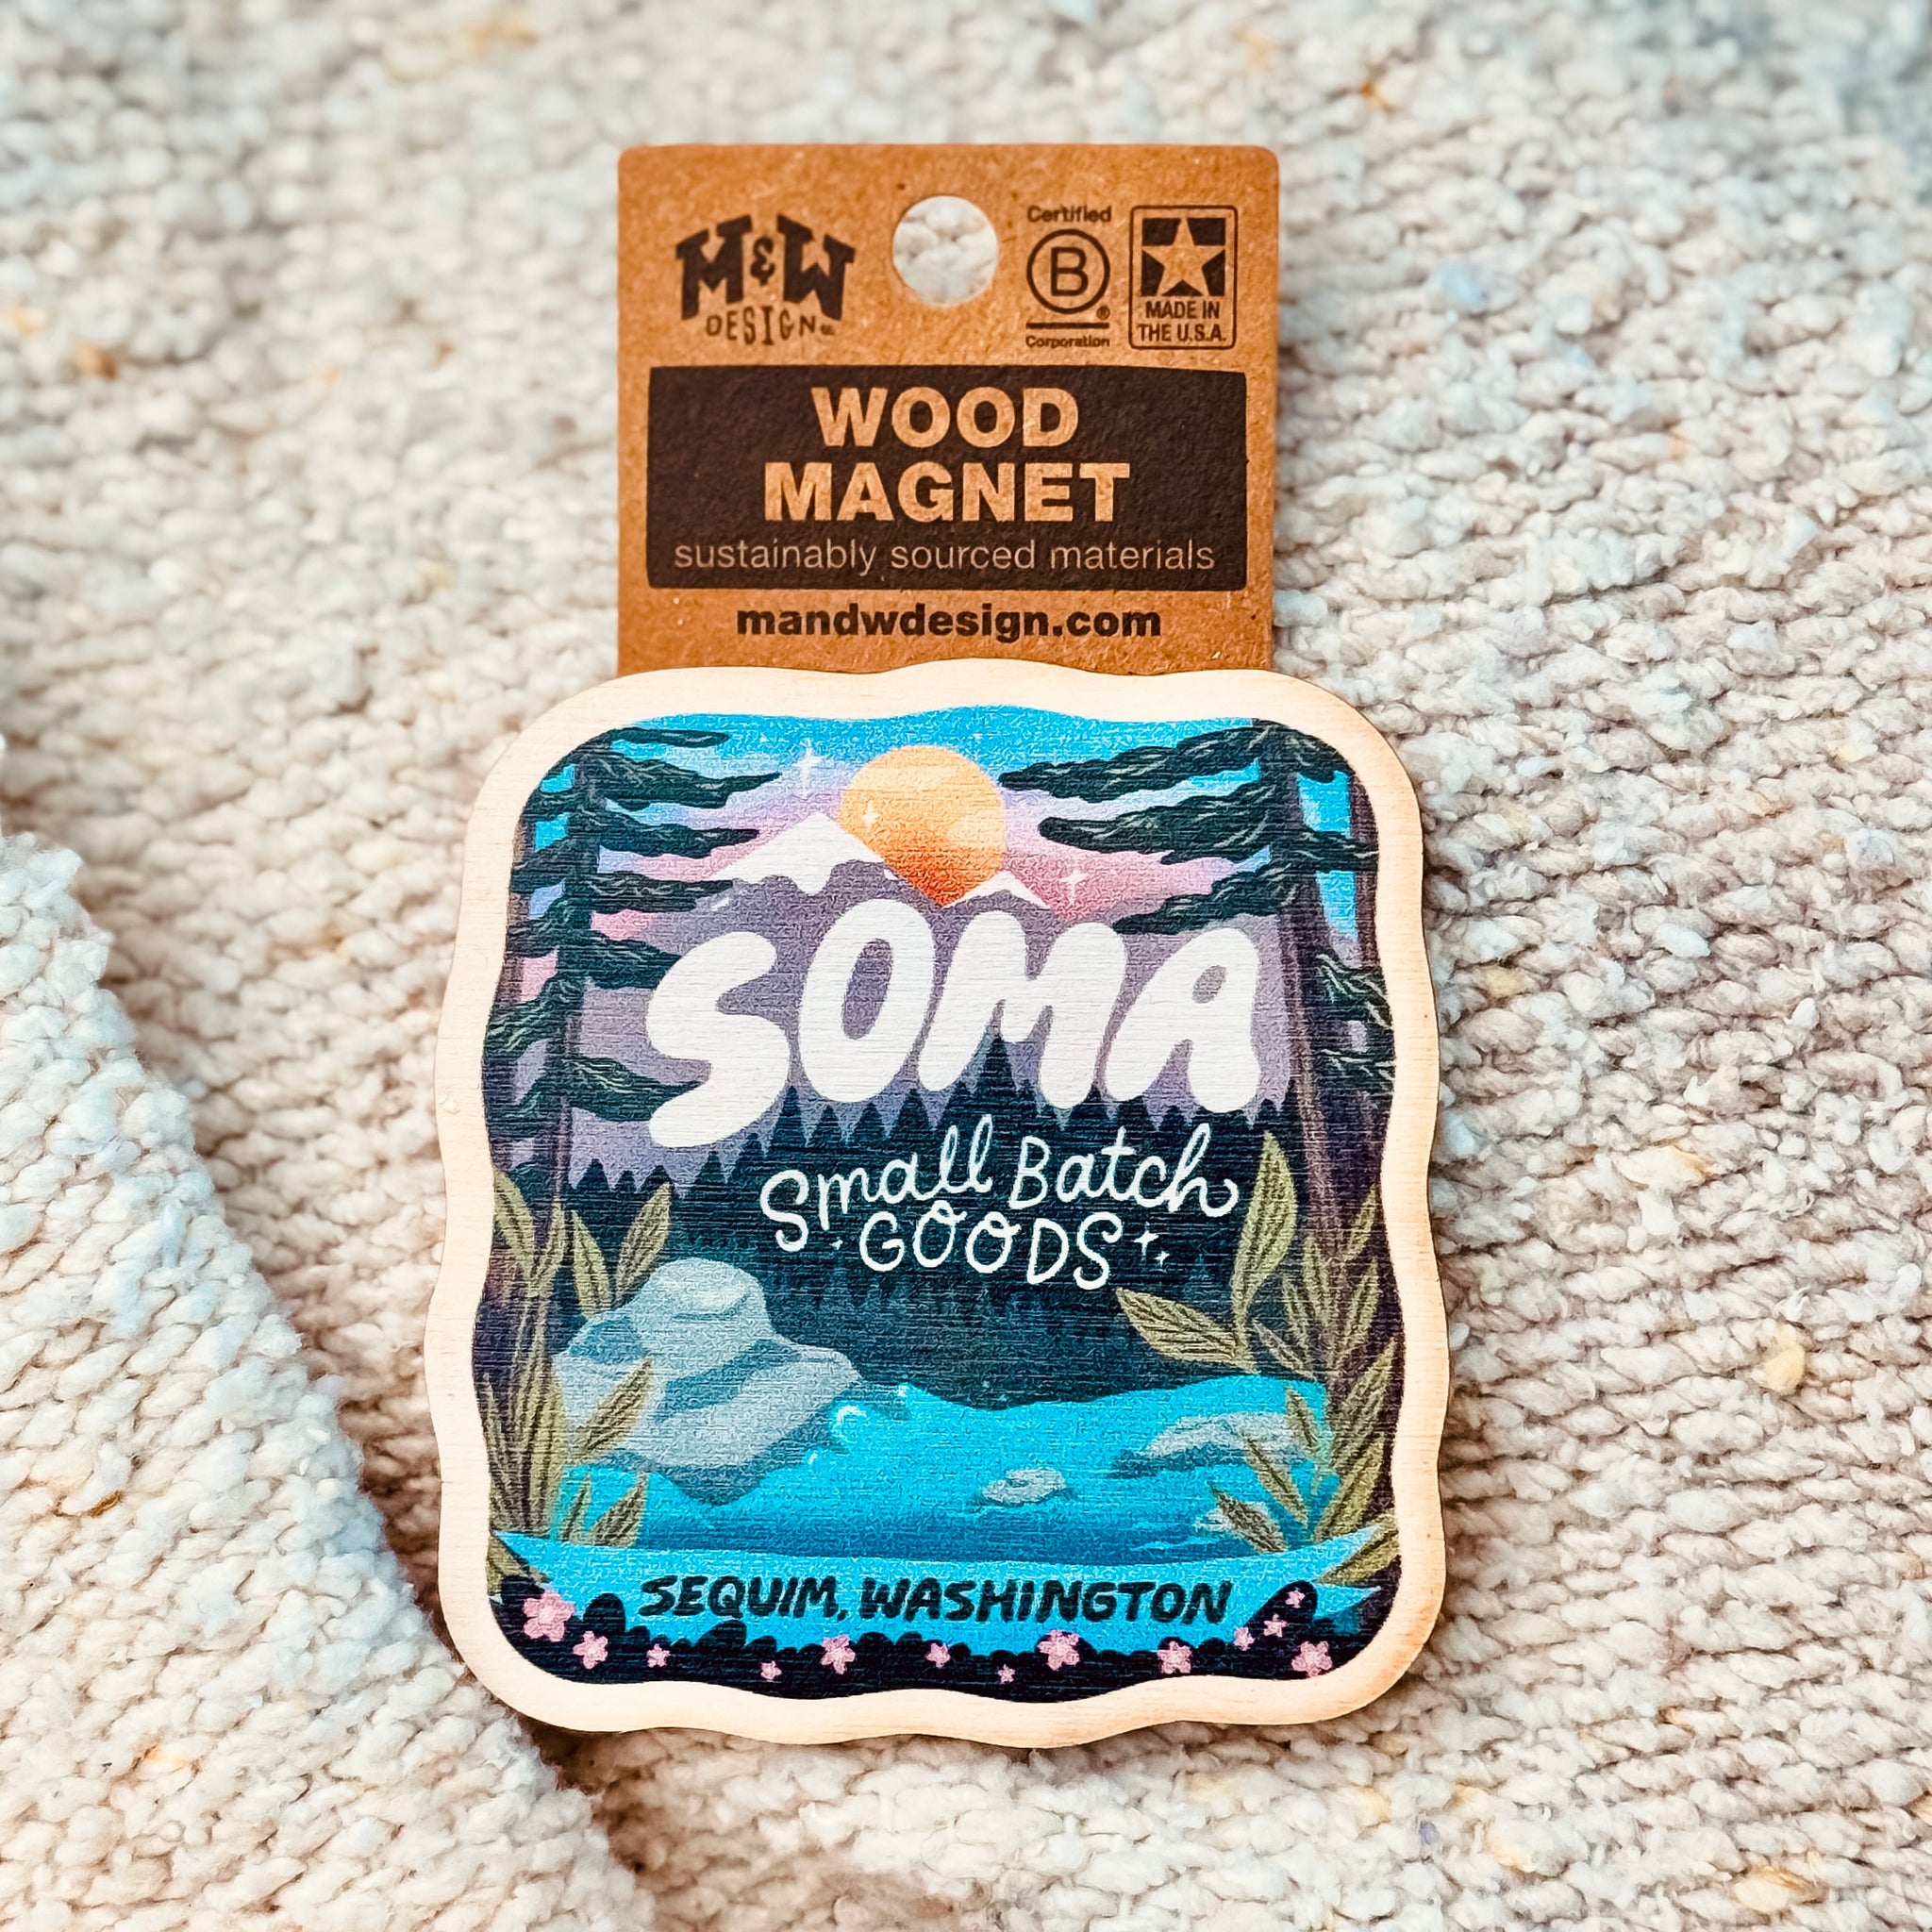 M&W
DESIGN CO.
Certified
B
®
Corporation
MADE IN
THE U.S.A.
WOOD
MAGNET
sustainably sourced materials
mandwdesign.com
SOMA
Small Batch
GOODS
SEQUIM, WASHINGTON